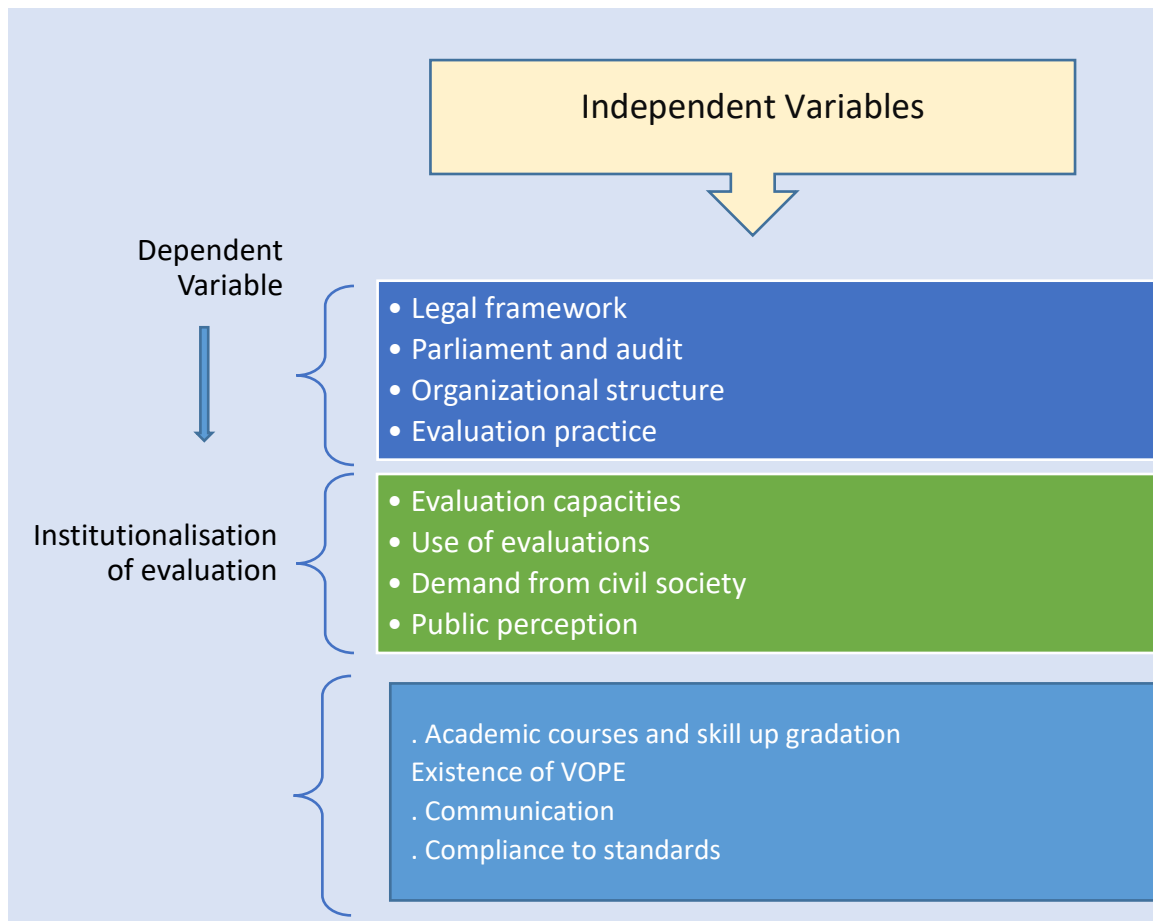 Independent Variables
Dependent
Variable
• Legal framework
• Parliament and audit
• Organizational structure
• Evaluation practice
Institutionalisation
of evaluation
• Evaluation capacities
• Use of evaluations
• Demand from civil society
• Public perception
. Academic courses and skill up gradation
Existence of VOPE
. Communication
. Compliance to standards